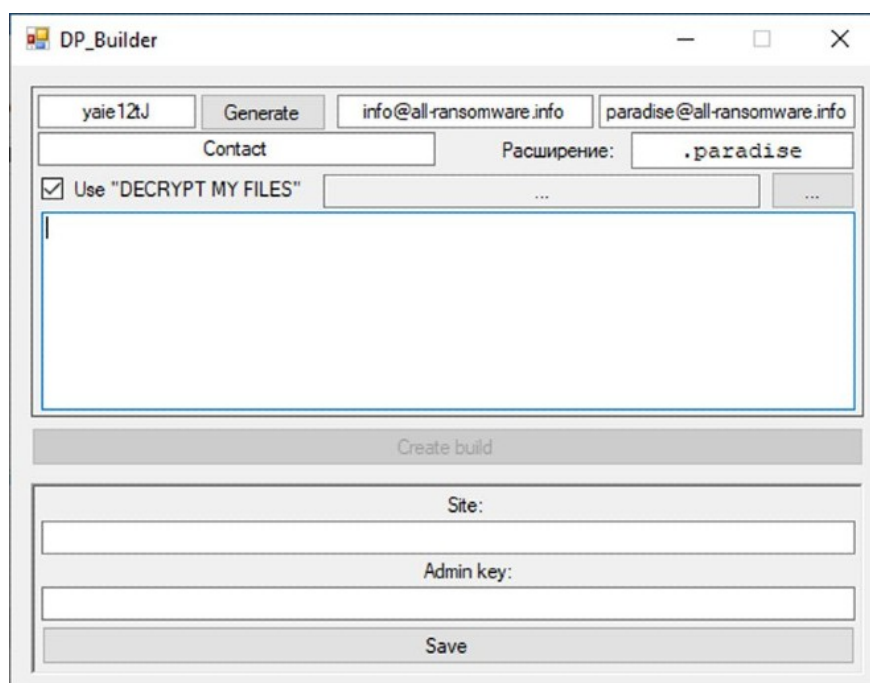 DP_Builder
yaie12tJ Generate info@all-ransomware.info paradise@all-ransomware.info
Contact Расширение: .paradise
Use "DECRYPT MY FILES" ... ...
Create build
Site:
Admin key:
Save